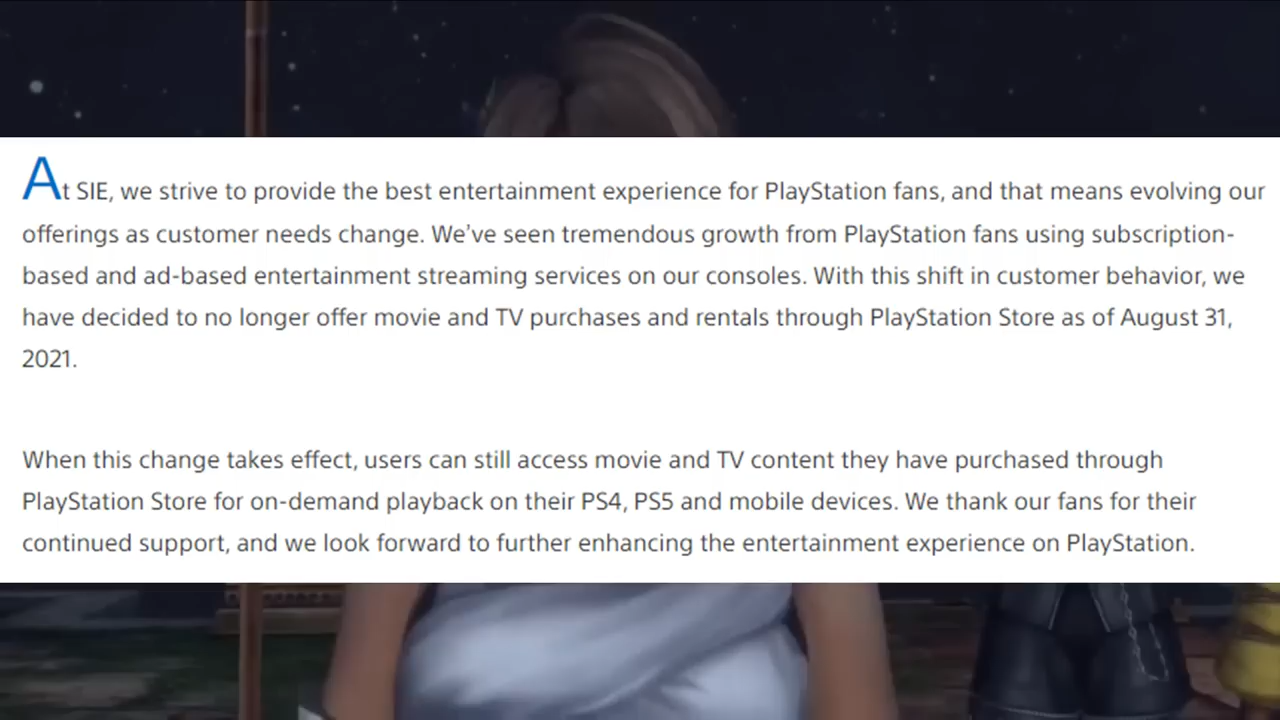 At SIE, we strive to provide the best entertainment experience for PlayStation fans, and that means evolving our
offerings as customer needs change. We’ve seen tremendous growth from PlayStation fans using subscription-
based and ad-based entertainment streaming services on our consoles. With this shift in customer behavior, we
have decided to no longer offer movie and TV purchases and rentals through PlayStation Store as of August 31,
2021.
When this change takes effect, users can still access movie and TV content they have purchased through
PlayStation Store for on-demand playback on their PS4, PS5 and mobile devices. We thank our fans for their
continued support, and we look forward to further enhancing the entertainment experience on PlayStation.